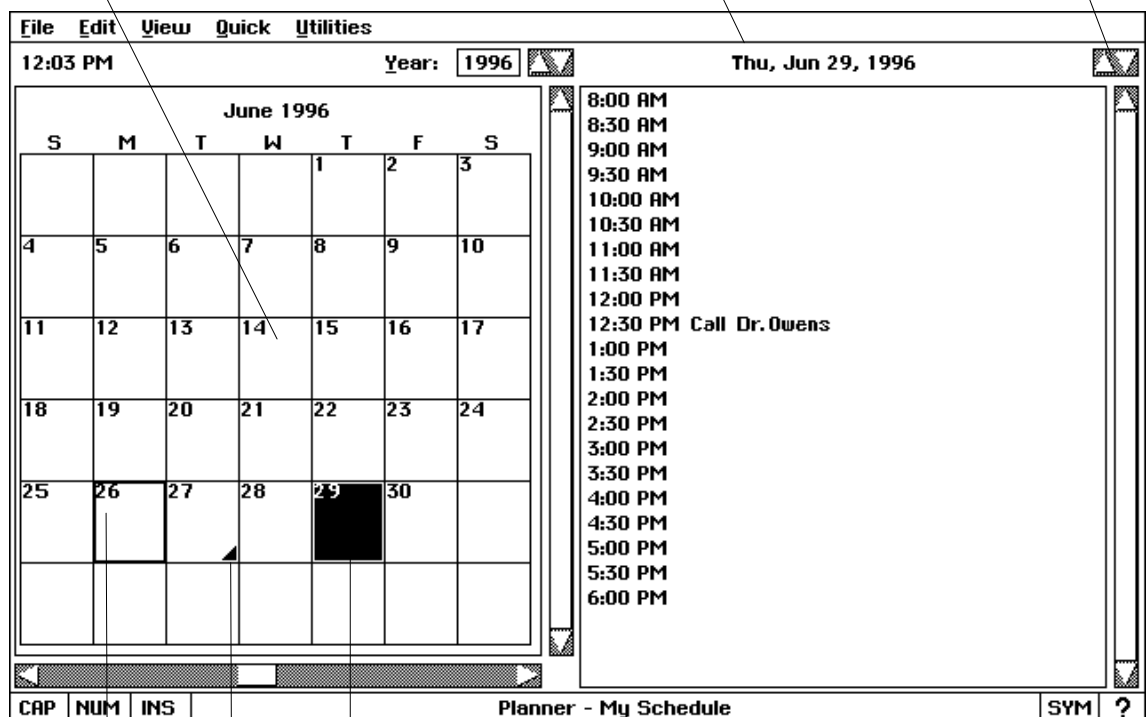 File Edit View Quick Utilities
12:03 PM Year: 1996
Thu, Jun 29, 1996
June 1996
S M T W T F S
1 2 3
4 5 6 7 8 9 10
11 12 13 14 15 16 17
18 19 20 21 22 23 24
25 26 27 28 29 30
8:00 AM
8:30 AM
9:00 AM
9:30 AM
10:00 AM
10:30 AM
11:00 AM
11:30 AM
12:00 PM
12:30 PM Call Dr.Owens
1:00 PM
1:30 PM
2:00 PM
2:30 PM
3:00 PM
3:30 PM
4:00 PM
4:30 PM
5:00 PM
5:30 PM
6:00 PM
CAP NUM INS Planner - My Schedule SYM ?